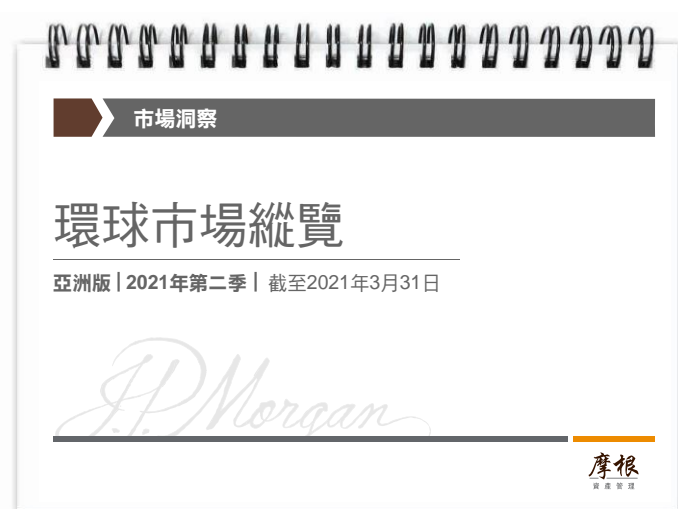 市場洞察
環球市場縱覽
亞洲版 | 2021年第二季 | 截至2021年3月31日
J.P. Morgan
摩根
資產管理